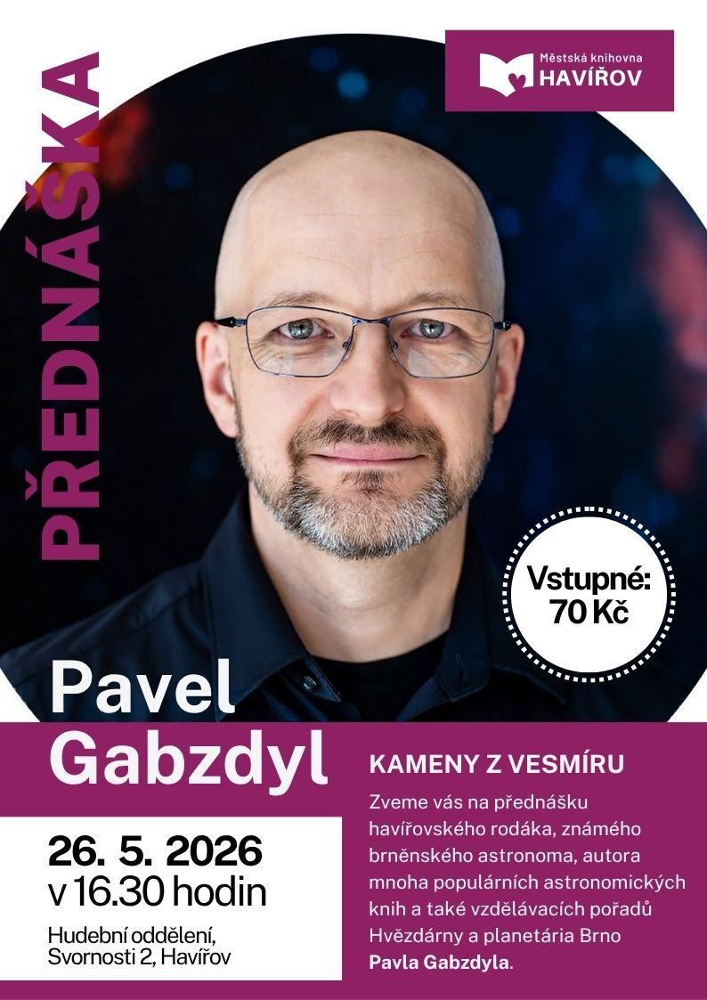 PŘEDNÁŠKA
Městská knihovna
HAVÍŘOV
Vstupné:
70 Kč
Pavel
Gabzdyl
26. 5. 2026
v 16.30 hodin
Hudební oddělení,
Svornosti 2, Havířov
KAMENY Z VESMÍRU
Zveme vás na přednášku
havířovského rodáka, známého
brněnského astronoma, autora
mnoha populárních astronomických
knih a také vzdělávacích pořadů
Hvězdárny a planetária Brno
Pavla Gabzdyla.